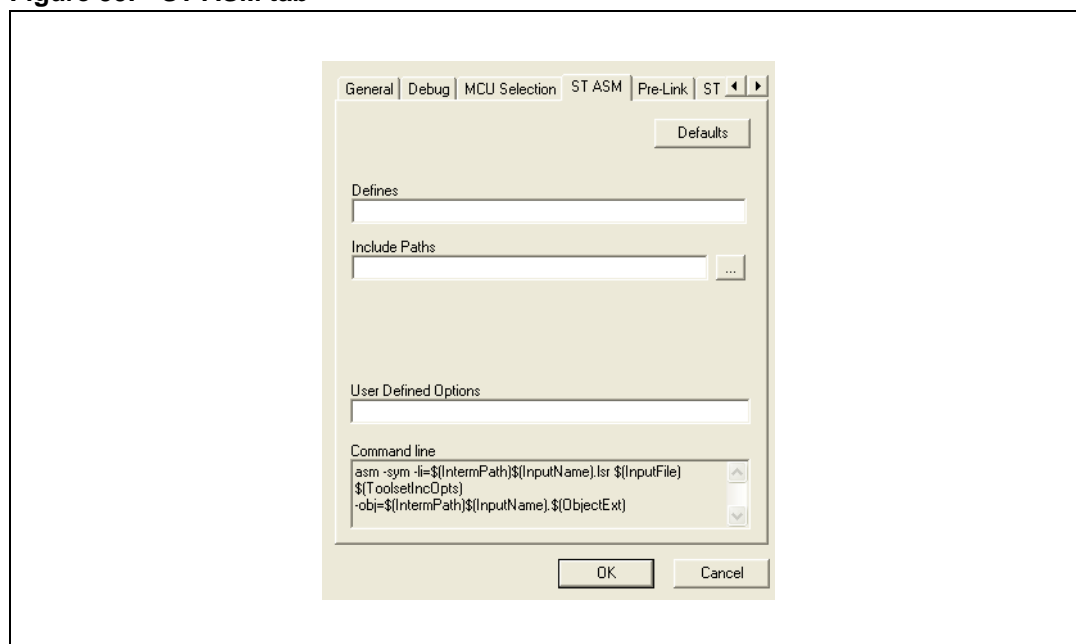 General Debug MCU Selection ST ASM Pre-Link ST
Defaults
Defines
Include Paths
...
User Defined Options
Command line
asm -sym -li=$(IntermPath)$(InputName).lsr $(InputFile)
$(ToolsetIncOpts)
-obj=$(IntermPath)$(InputName).$(ObjectExt)
OK Cancel